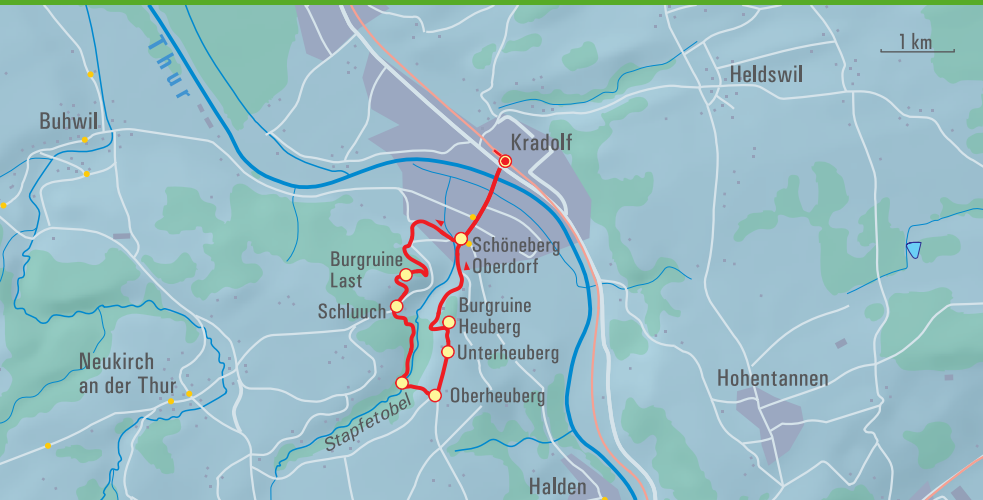 Thur
1 km
Heldswil
Buhwil
Kradolf
Schöneberg
Oberdorf
Burgruine
Last
Schluuch
Burgruine
Heuberg
Unterheuberg
Neukirch
an der Thur
Hohentannen
Oberheuberg
Stapfetobel
Halden